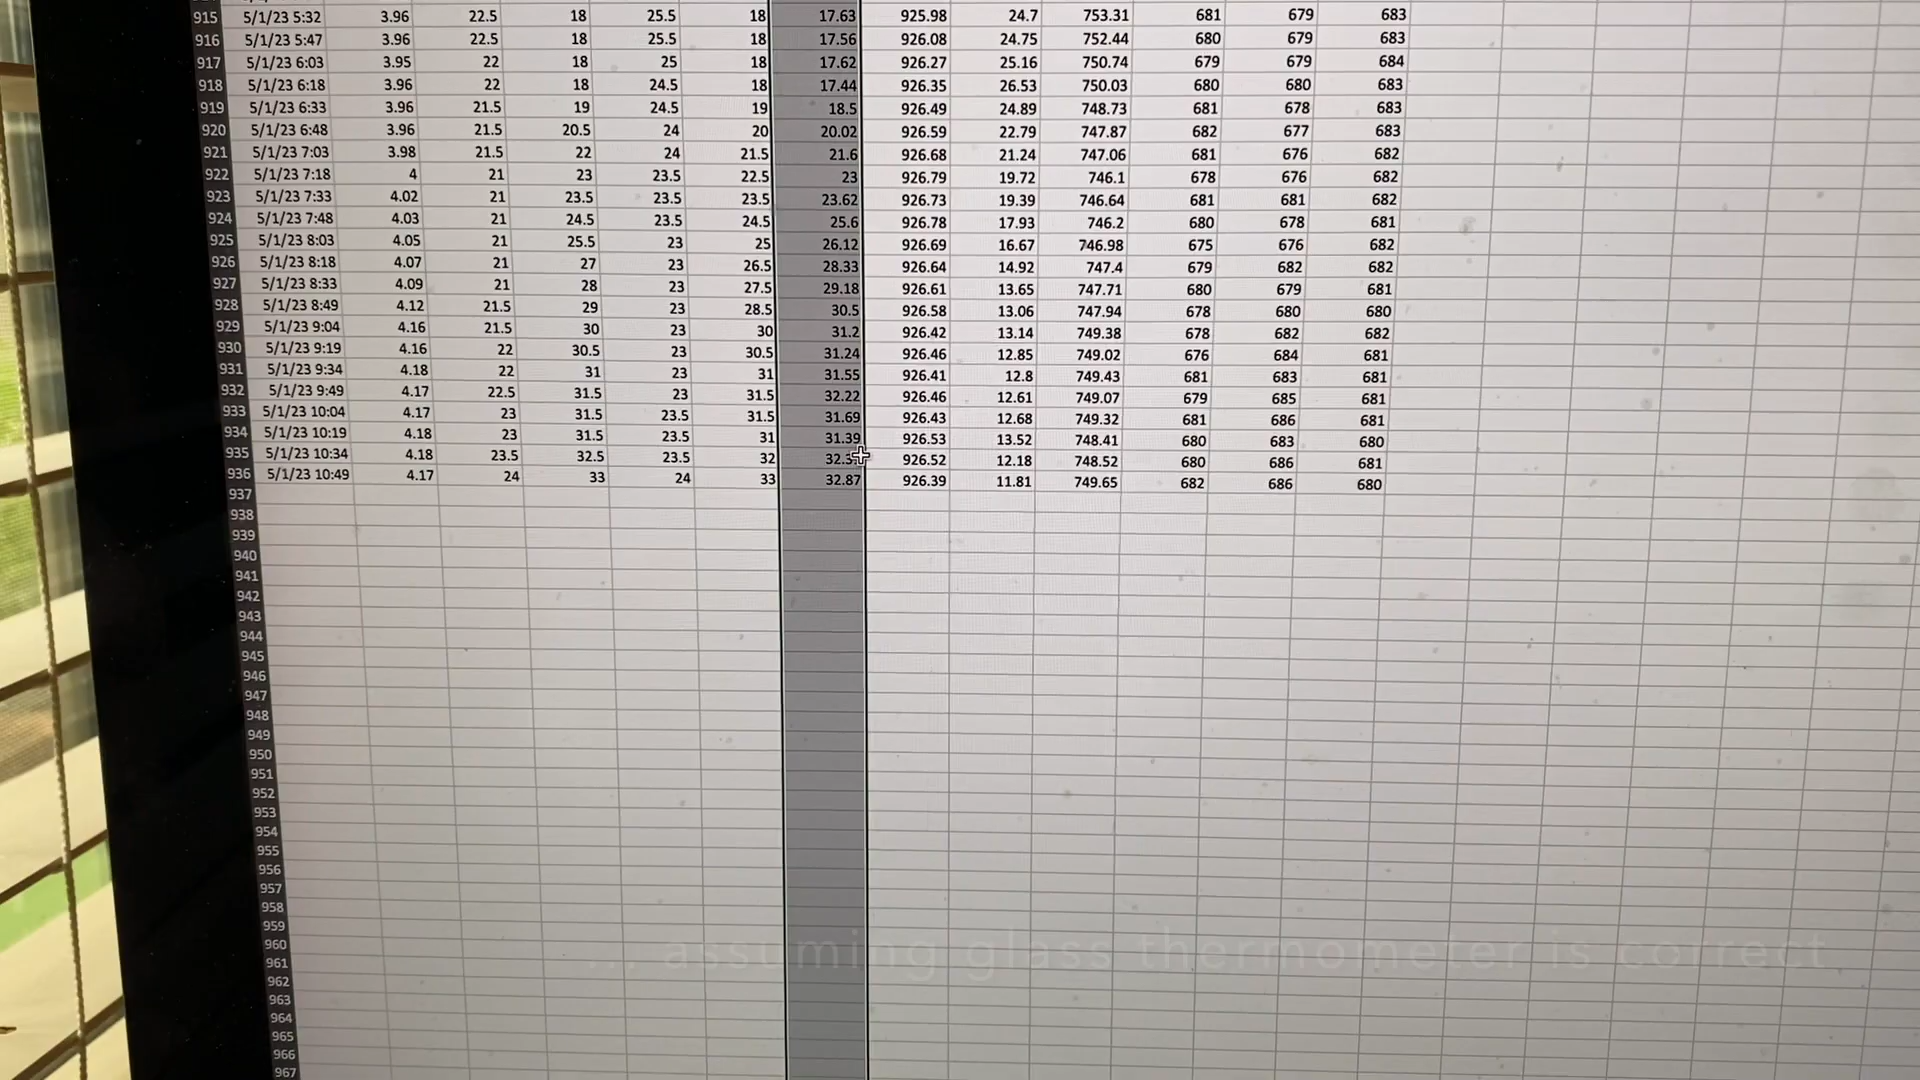 915 5/1/23 5:32 3.96 22.5 18 25.5 18 17.63 925.98 24.7 753.31 681 679 683
916 5/1/23 5:47 3.96 22.5 18 25.5 18 17.56 926.08 24.75 752.44 680 679 683
917 5/1/23 6:03 3.95 22 18 25 18 17.62 926.27 25.16 750.74 679 679 684
918 5/1/23 6:18 3.96 22 18 24.5 18 17.44 926.35 26.53 750.03 680 680 683
919 5/1/23 6:33 3.96 21.5 19 24.5 19 18.5 926.49 24.89 748.73 681 678 683
920 5/1/23 6:48 3.96 21.5 20.5 24 20 20.02 926.59 22.79 747.87 682 677 683
921 5/1/23 7:03 3.98 21.5 22 24 21.5 21.6 926.68 21.24 747.06 681 676 682
922 5/1/23 7:18 4 21 23 23.5 22.5 23 926.79 19.72 746.1 678 676 682
923 5/1/23 7:33 4.02 21 23.5 23.5 23.5 23.62 926.73 19.39 746.64 681 681 682
924 5/1/23 7:48 4.03 21 24.5 23.5 24.5 25.6 926.78 17.93 746.2 680 678 681
925 5/1/23 8:03 4.05 21 25.5 23 25 26.12 926.69 16.67 746.98 675 676 682
926 5/1/23 8:18 4.07 21 27 23 26.5 28.33 926.64 14.92 747.4 679 682 682
927 5/1/23 8:33 4.09 21 28 23 27.5 29.18 926.61 13.65 747.71 680 679 681
928 5/1/23 8:49 4.12 21.5 29 23 28.5 30.5 926.58 13.06 747.94 678 680 680
929 5/1/23 9:04 4.16 21.5 30 23 30 31.2 926.42 13.14 749.38 678 682 682
930 5/1/23 9:19 4.16 22 30.5 23 30.5 31.24 926.46 12.85 749.02 676 684 681
931 5/1/23 9:34 4.18 22 31 23 31 31.55 926.41 12.8 749.43 681 683 681
932 5/1/23 9:49 4.17 22.5 31.5 23 31.5 32.22 926.46 12.61 749.07 679 685 681
933 5/1/23 10:04 4.17 23 31.5 23.5 31.5 31.69 926.43 12.68 749.32 681 686 681
934 5/1/23 10:19 4.18 23 31.5 23.5 31 31.39 926.53 13.52 748.41 680 683 680
935 5/1/23 10:34 4.18 23.5 32.5 23.5 32 926.52 12.18 748.52 680 686 681
936 5/1/23 10:49 4.17 24 33 24 33 32.87 926.39 11.81 749.65 682 686 680
937
938
939
940
941
942
943
944
945
946
947
948
949
950
951
952
953
954
955
956
957
958
959
960
961
962
963
964
965
966
967
... assuming glass thermometer is correct